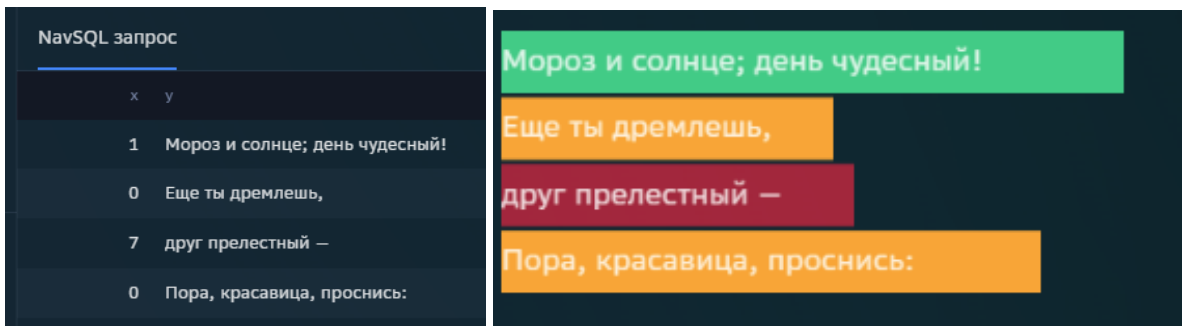 NavSQL запрос
x y
1 Мороз и солнце; день чудесный!
0 Еще ты дремлешь,
7 друг прелестный —
0 Пора, красавица, проснись:
Мороз и солнце; день чудесный!
Еще ты дремлешь,
друг прелестный —
Пора, красавица, проснись: